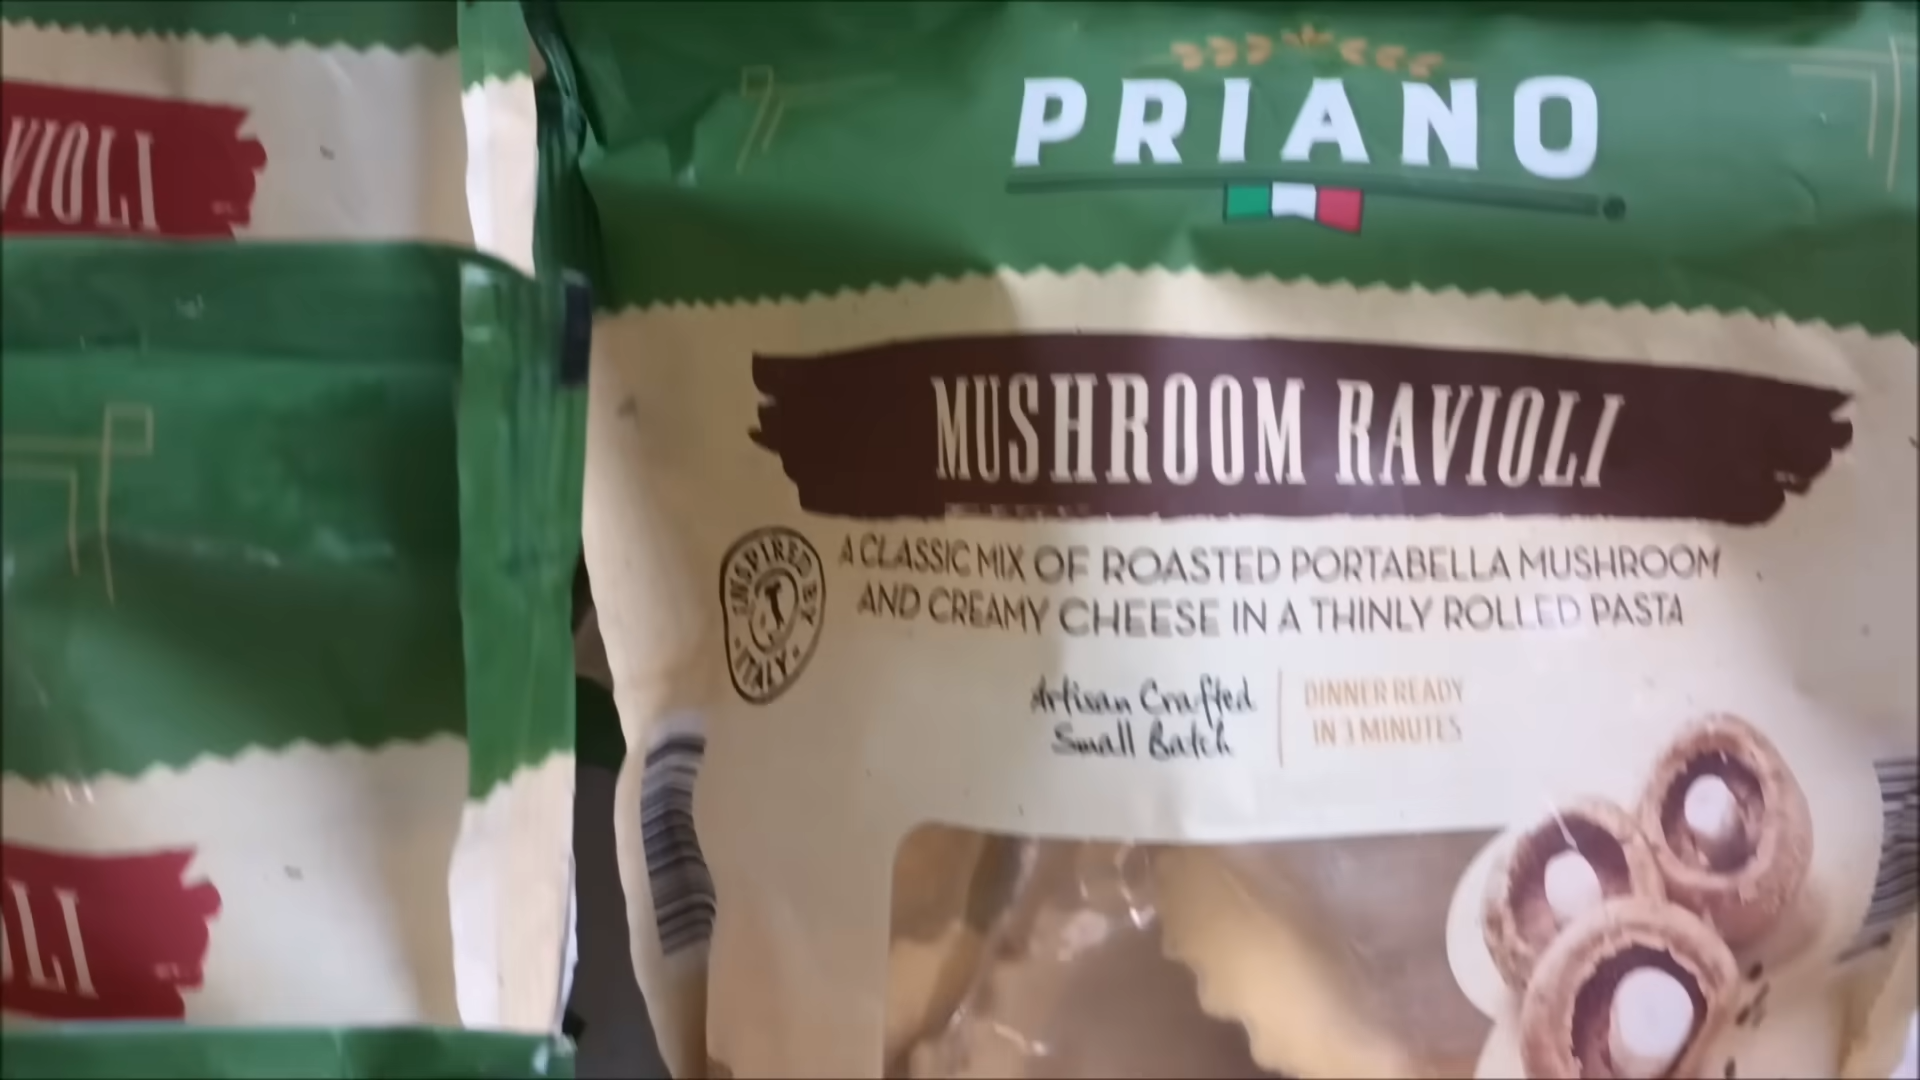 VIOLI
PRIANO
MUSHROOM RAVIOLI
INSPIRED BY
ITALY
A CLASSIC MIX OF ROASTED PORTABELLA MUSHROOM
AND CREAMY CHEESE IN A THINLY ROLLED PASTA
Artisan Crafted
Small Batch
DINNER READY
IN 3 MINUTES
OLI